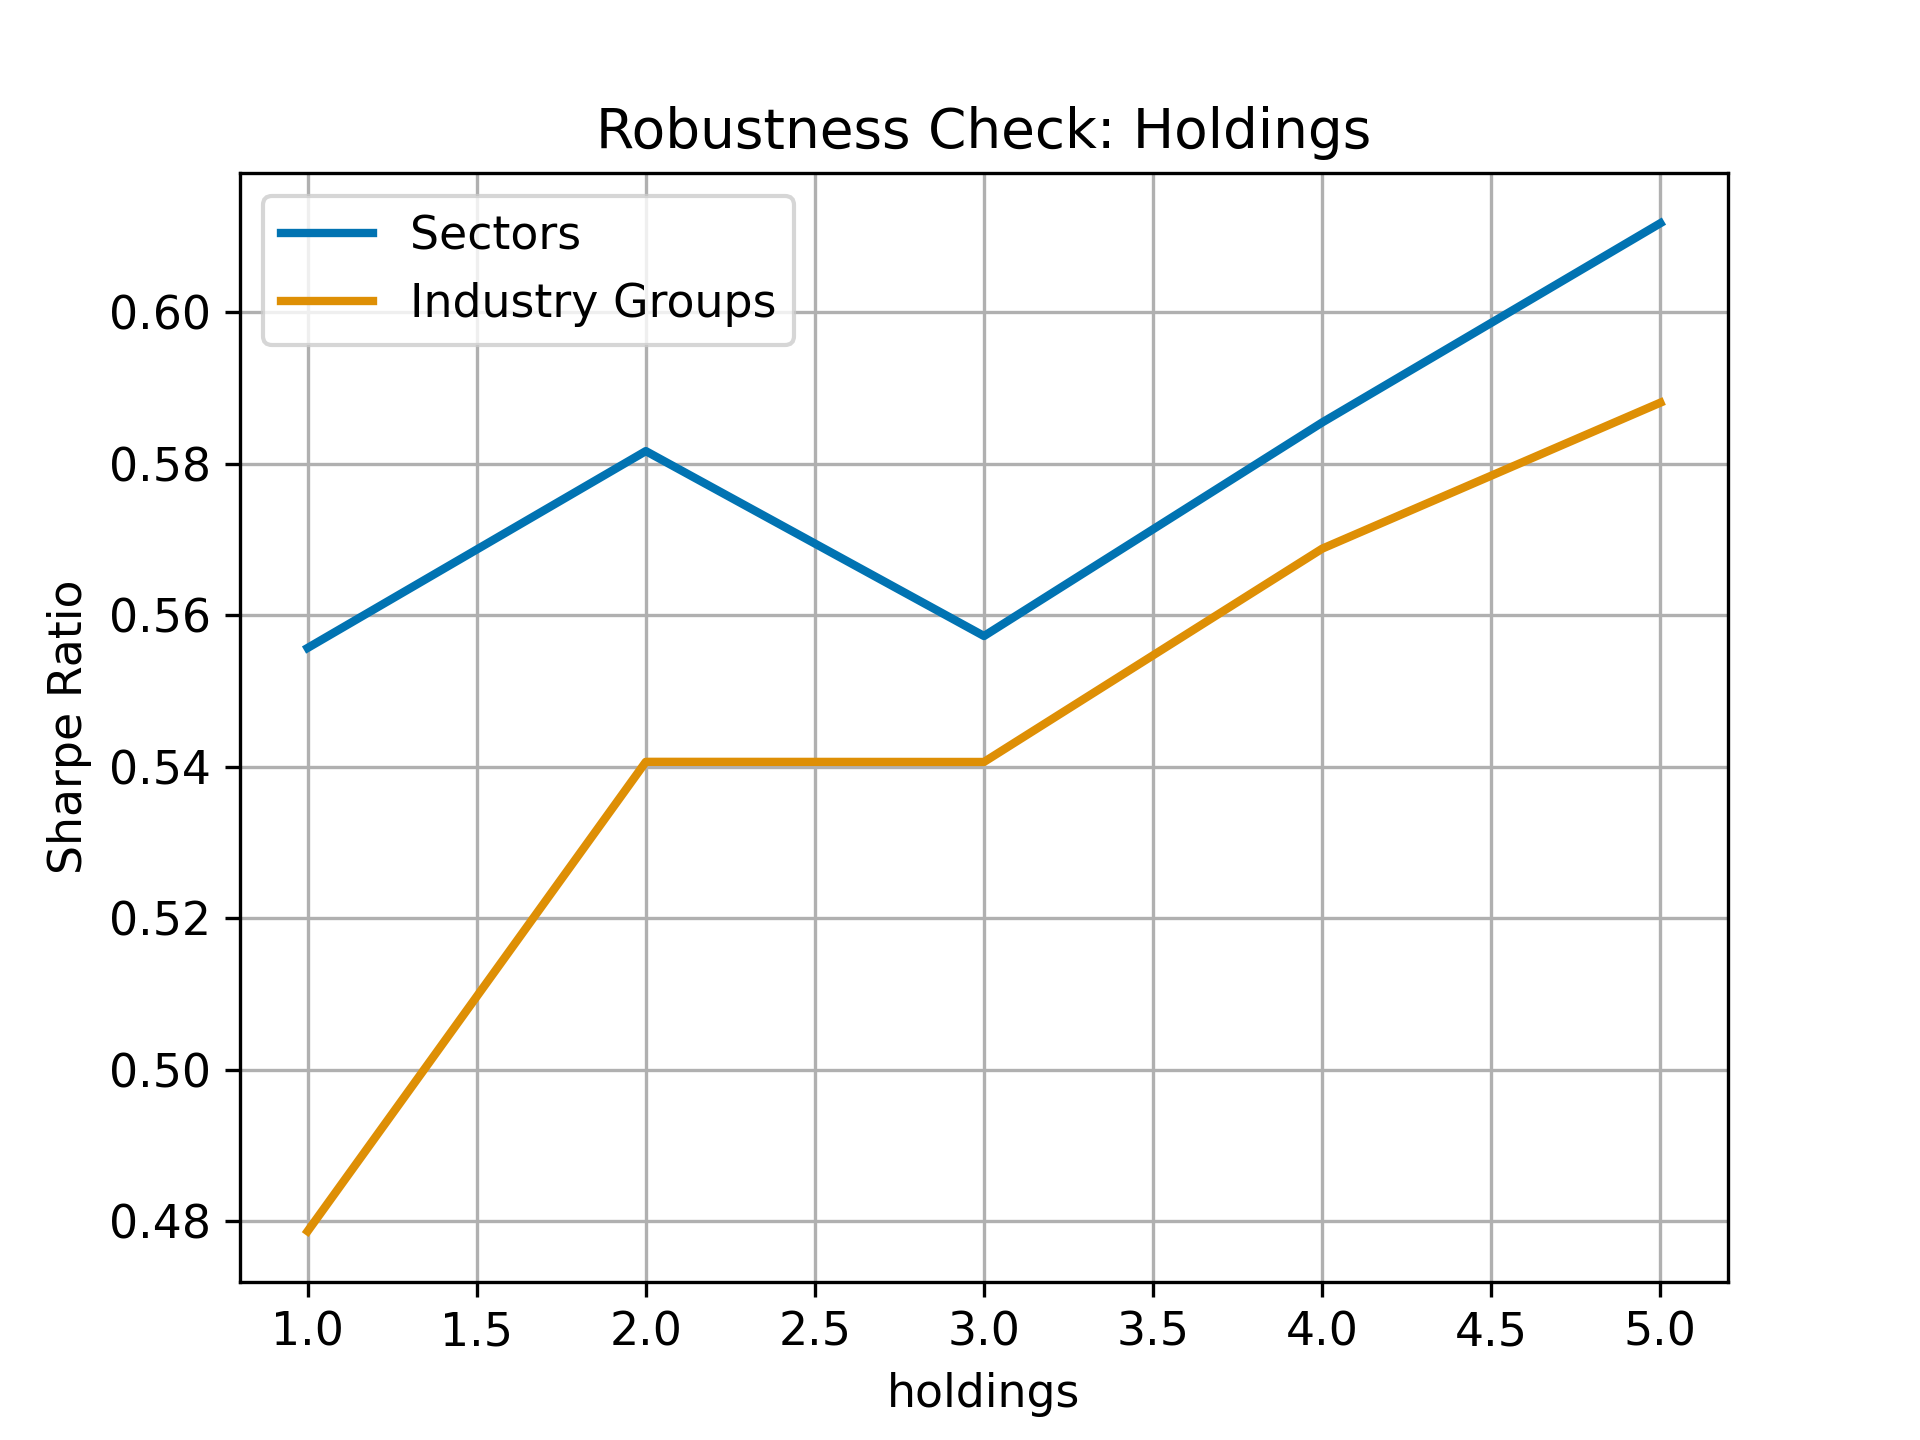 Robustness Check: Holdings
Sectors
Industry Groups
0.60
0.58
0.56
0.54
0.52
0.50
0.48
Sharpe Ratio
1.0 1.5 2.0 2.5 3.0 3.5 4.0 4.5 5.0
holdings